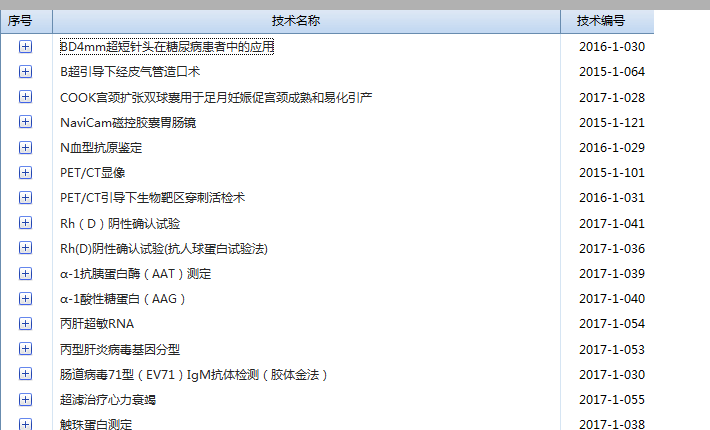 序号 技术名称 技术编号
BD4mm超短针头在糖尿病患者中的应用 2016-1-030
B超引导下经皮气管造口术 2015-1-064
COOK宫颈扩张双球囊用于足月妊娠促宫颈成熟和易化引产 2017-1-028
NaviCam磁控胶囊胃肠镜 2015-1-121
N血型抗原鉴定 2016-1-029
PET/CT显像 2015-1-101
PET/CT引导下生物靶区穿刺活检术 2016-1-031
Rh（D）阴性确认试验 2017-1-041
Rh(D)阴性确认试验(抗人球蛋白试验法) 2017-1-036
α-1抗胰蛋白酶（AAT）测定 2017-1-039
α-1酸性糖蛋白（AAG） 2017-1-040
丙肝超敏RNA 2017-1-054
丙型肝炎病毒基因分型 2017-1-053
肠道病毒71型（EV71）IgM抗体检测（胶体金法） 2017-1-030
超滤治疗心力衰竭 2017-1-055
触珠蛋白测定 2017-1-038